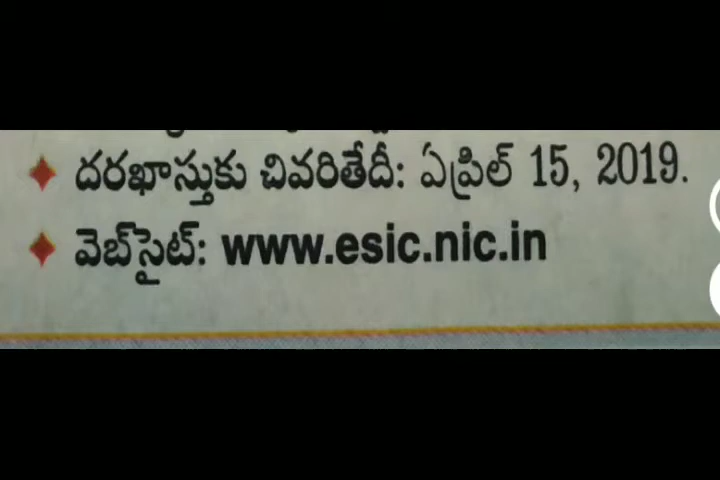 దరఖాస్తుకు చివరితేదీ: ఏప్రిల్ 15, 2019.
వెబ్‌సైట్: www.esic.nic.in